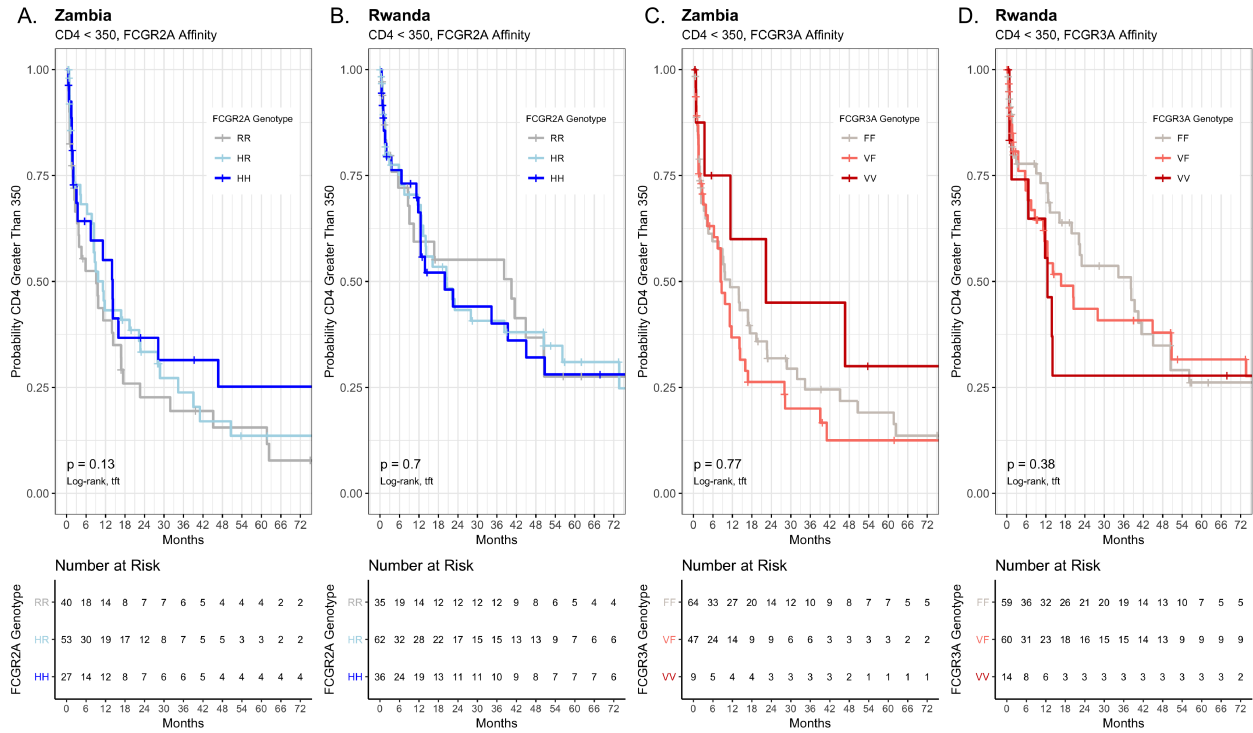 A. Zambia
CD4 < 350, FCGR2A Affinity
Probability CD4 Greater Than 350
1.00
0.75
0.50
0.25
0.00
FCGR2A Genotype
RR
HR
HH
p = 0.13
Log-rank, tft
0 6 12 18 24 30 36 42 48 54 60 66 72
Months
Number at Risk
FCGR2A Genotype
RR 40 18 14 8 7 7 6 5 4 4 4 2 2
HR 53 30 19 17 12 8 7 5 5 3 3 2 2
HH 27 14 12 8 7 6 6 5 4 4 4 4 4
0 6 12 18 24 30 36 42 48 54 60 66 72
Months
B. Rwanda
CD4 < 350, FCGR2A Affinity
Probability CD4 Greater Than 350
1.00
0.75
0.50
0.25
0.00
FCGR2A Genotype
RR
HR
HH
p = 0.7
Log-rank, tft
0 6 12 18 24 30 36 42 48 54 60 66 72
Months
Number at Risk
FCGR2A Genotype
RR 35 19 14 12 12 12 12 9 8 6 5 4 4
HR 62 32 28 22 17 15 15 13 13 9 7 6 6
HH 36 24 19 13 11 11 10 9 8 7 7 7 6
0 6 12 18 24 30 36 42 48 54 60 66 72
Months
C. Zambia
CD4 < 350, FCGR3A Affinity
Probability CD4 Greater Than 350
1.00
0.75
0.50
0.25
0.00
FCGR3A Genotype
FF
VF
VV
p = 0.77
Log-rank, tft
0 6 12 18 24 30 36 42 48 54 60 66 72
Months
Number at Risk
FCGR3A Genotype
FF 64 33 27 20 14 12 10 9 8 7 7 5 5
VF 47 24 14 9 9 6 6 3 3 3 3 2 2
VV 9 5 4 4 3 3 3 3 2 1 1 1 1
0 6 12 18 24 30 36 42 48 54 60 66 72
Months
D. Rwanda
CD4 < 350, FCGR3A Affinity
Probability CD4 Greater Than 350
1.00
0.75
0.50
0.25
0.00
FCGR3A Genotype
FF
VF
VV
p = 0.38
Log-rank, tft
0 6 12 18 24 30 36 42 48 54 60 66 72
Months
Number at Risk
FCGR3A Genotype
FF 59 36 32 26 21 20 19 14 13 10 7 5 5
VF 60 31 23 18 16 15 15 14 13 9 9 9 9
VV 14 8 6 3 3 3 3 3 3 3 3 3 2
0 6 12 18 24 30 36 42 48 54 60 66 72
Months